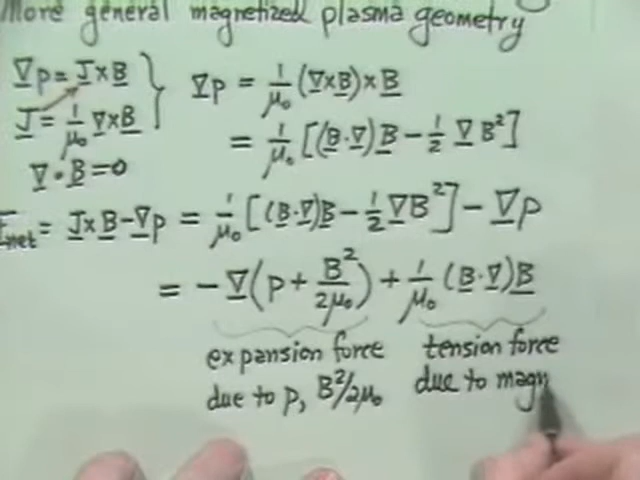 More general magnetized plasma geometry
∇p = J×B } ∇p = 1/μ₀ (∇×B)×B
J = 1/μ₀ ∇×B
= 1/μ₀ [(B·∇)B − 1/2 ∇B²]
∇·B = 0
Fnet = J×B−∇p = 1/μ₀ [(B·∇)B − 1/2 ∇B²] − ∇p
= −∇(p + B²/2μ₀) + 1/μ₀ (B·∇)B
expansion force tension force
due to p, B²/2μ₀ due to magn